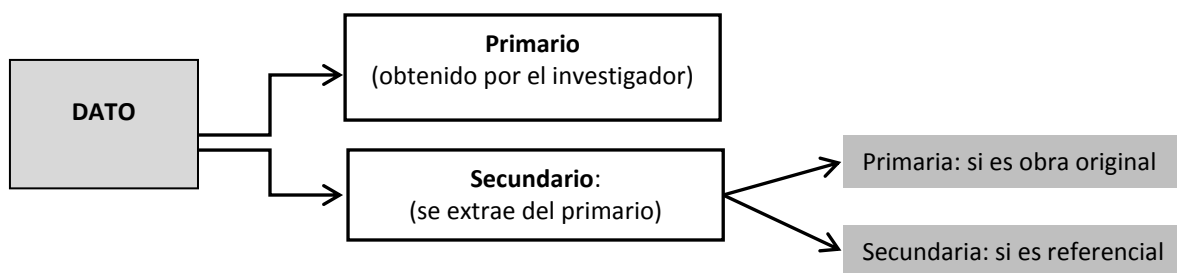 DATO
Primario
(obtenido por el investigador)
Secundario:
(se extrae del primario)
Primaria: si es obra original
Secundaria: si es referencial